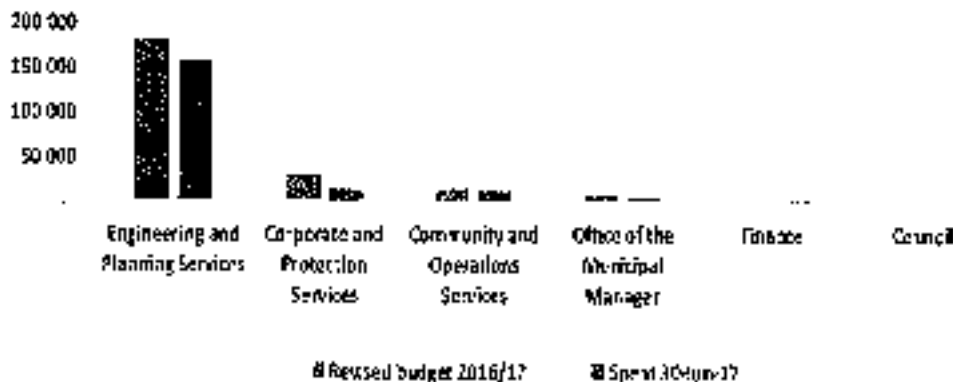 200 000
150 000
100 000
50 000
-
Engineering and Planning Services
Corporate and Protection Services
Community and Operations Services
Office of the Municipal Manager
Finance
Council
Revised budget 2016/17
Spent 30-Jun-17